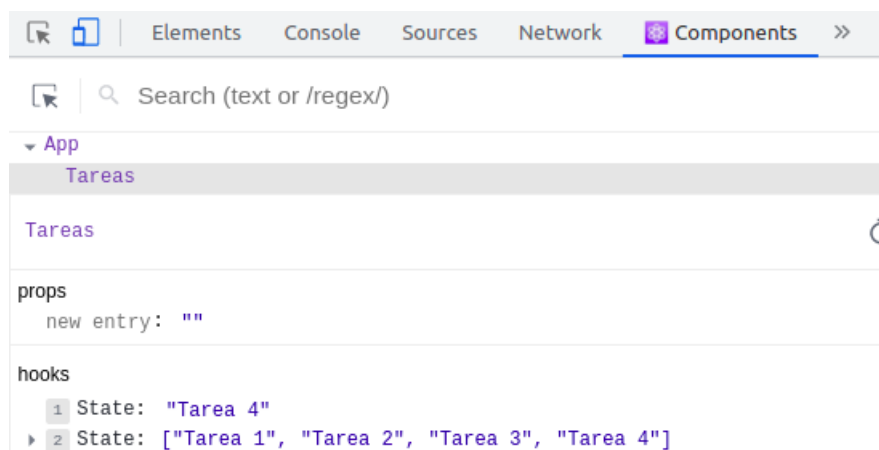 Elements Console Sources Network Components »
Search (text or /regex/)
App
Tareas
Tareas
props
new entry: ""
hooks
1 State: "Tarea 4"
2 State: ["Tarea 1", "Tarea 2", "Tarea 3", "Tarea 4"]